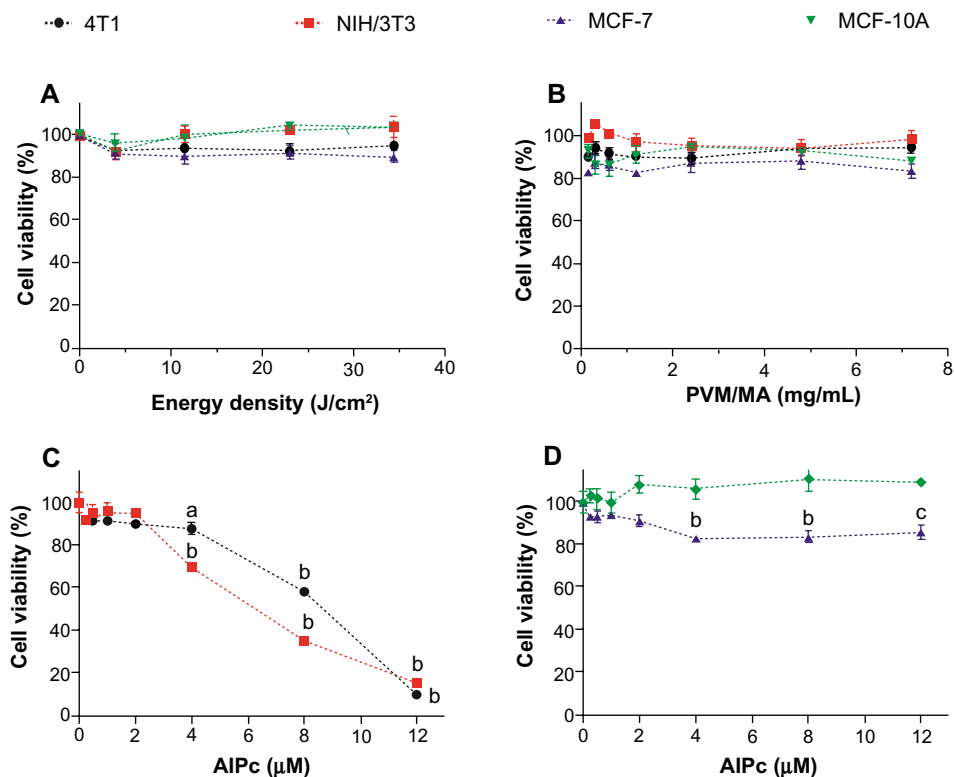 4T1 NIH/3T3 MCF-7 MCF-10A
A
Cell viability (%)
100
80
60
40
20
0
0 10 20 30 40
Energy density (J/cm²)
B
Cell viability (%)
100
80
60
40
20
0
0 2 4 6 8
PVM/MA (mg/mL)
C
Cell viability (%)
100
80
60
40
20
0
a
b
b
b
b
b
0 2 4 6 8 10 12
AlPc (μM)
D
Cell viability (%)
100
80
60
40
20
0
b b c
0 2 4 6 8 10 12
AlPc (μM)